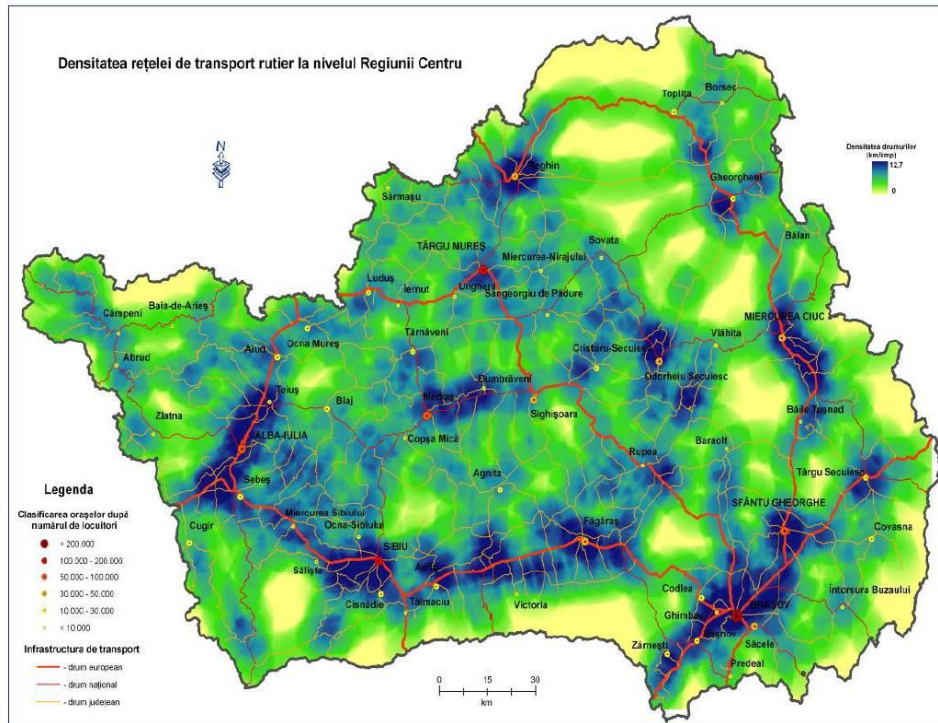 Densitatea rețelei de transport rutier la nivelul Regiunii Centru
N
Densitatea drumurilor
(km/kmp)
12,7
0
Toplița
Borsec
Reghin
Gheorgheni
Sărmașu
Bălan
Sovata
TÂRGU MUREȘ
Miercurea-Nirajului
Luduș
Iernut
Ungheni
Sângeorgiu de Pădure
Baia-de-Arieș
Câmpeni
MIERCUREA CIUC
Târnăveni
Vlăhița
Ocna Mureș
Aiud
Abrud
Cristuru-Secuiesc
Odorheiu Secuiesc
Dumbrăveni
Teiuș
Mediaș
Sighișoara
Băile Tușnad
Blaj
Zlatna
ALBA-IULIA
Copșa Mică
Baraolt
Rupea
Agnita
Târgu Secuiesc
Sebeș
SFÂNTU GHEORGHE
Legenda
Clasificarea orașelor după
numărul de locuitori
> 200.000
100.000 - 200.000
50.000 - 100.000
30.000 - 50.000
10.000 - 30.000
< 10.000
Infrastructura de transport
- drum european
- drum național
- drum județean
Miercurea Sibiului
Ocna-Sibiului
Cugir
Făgăraș
Covasna
SIBIU
Săliște
Avrig
Codlea
Întorsura Buzaului
Cisnădie
Tălmaciu
Victoria
Ghimbav
BRAȘOV
Râșnov
Săcele
Zărnești
Predeal
0 15 30
km